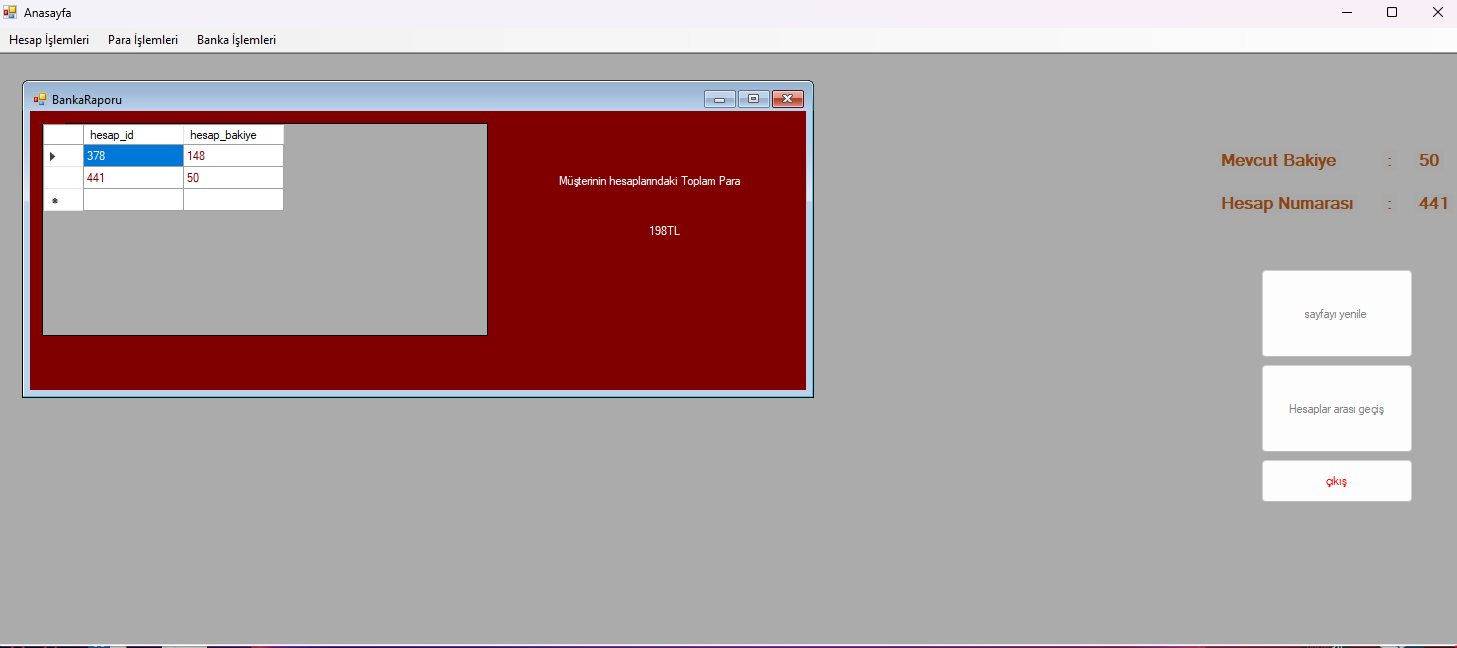 Anasayfa
Hesap İşlemleri Para İşlemleri Banka İşlemleri
BankaRaporu
hesap_id hesap_bakiye
378 148
441 50
Müşterinin hesaplarındaki Toplam Para
198TL
Mevcut Bakiye : 50
Hesap Numarası : 441
sayfayı yenile
Hesaplar arası geçiş
çıkış